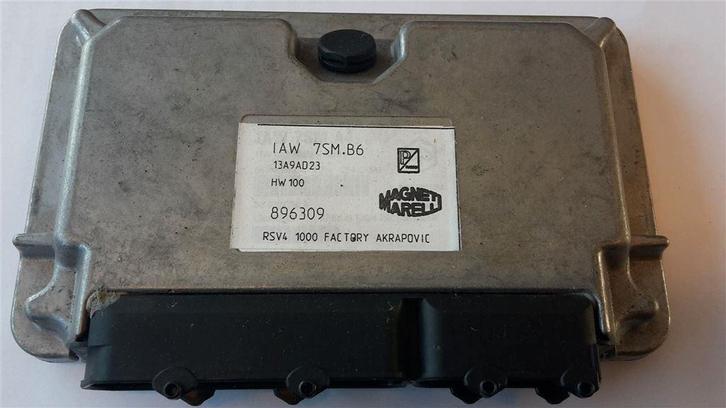 IAW 7SM.B6
13A9AD23
HW 100
MAGNETI
MARELLI
896309
RSV4 1000 FACTORY AKRAPOVIC